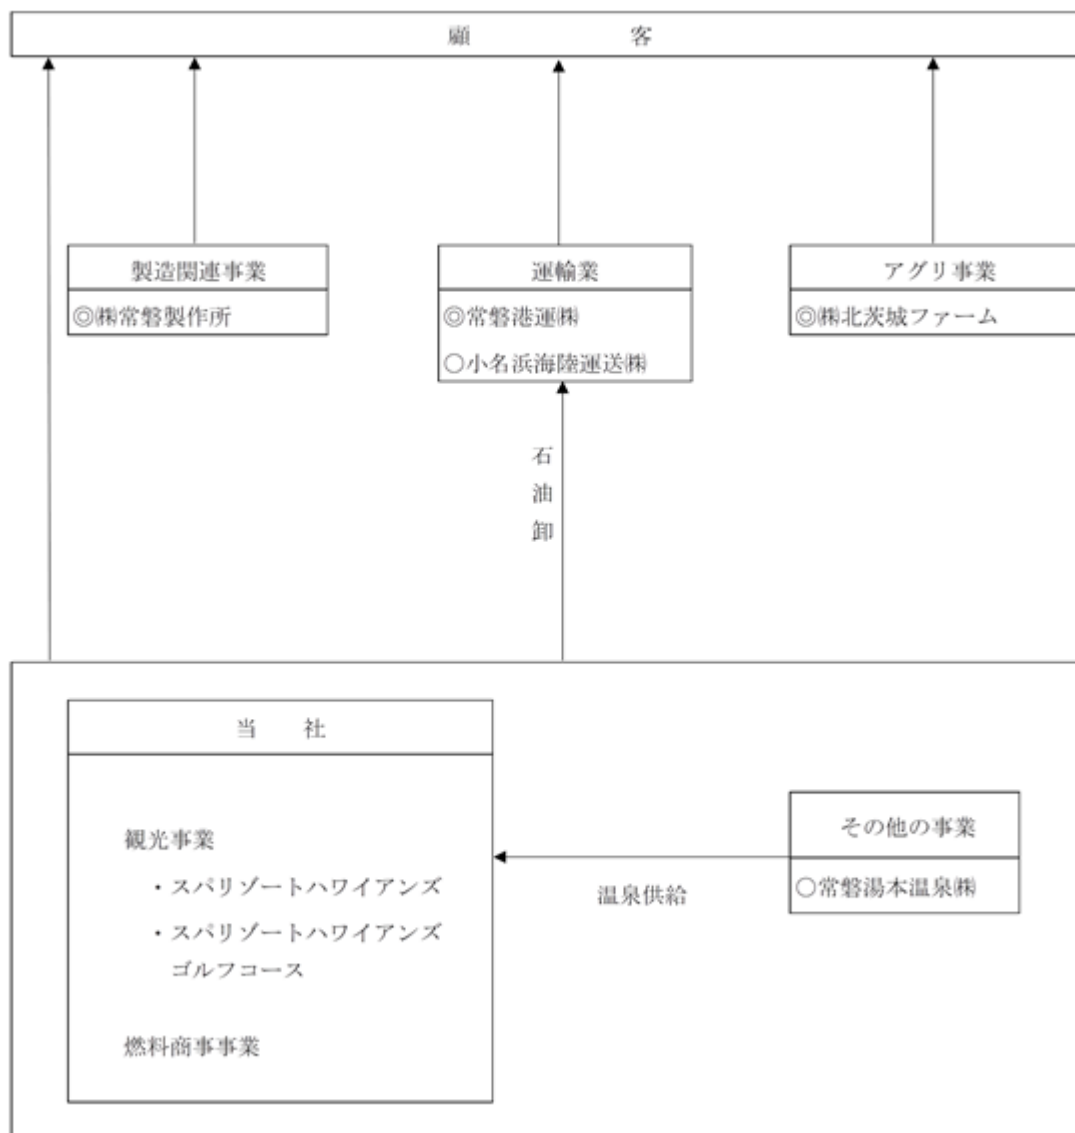 顧　客
製造関連事業
◎㈱常磐製作所
運輸業
◎常磐港運㈱
○小名浜海陸運送㈱
アグリ事業
◎㈱北茨城ファーム
石油卸
当　社
観光事業
・スパリゾートハワイアンズ
・スパリゾートハワイアンズ
ゴルフコース
燃料商事事業
温泉供給
その他の事業
○常磐湯本温泉㈱